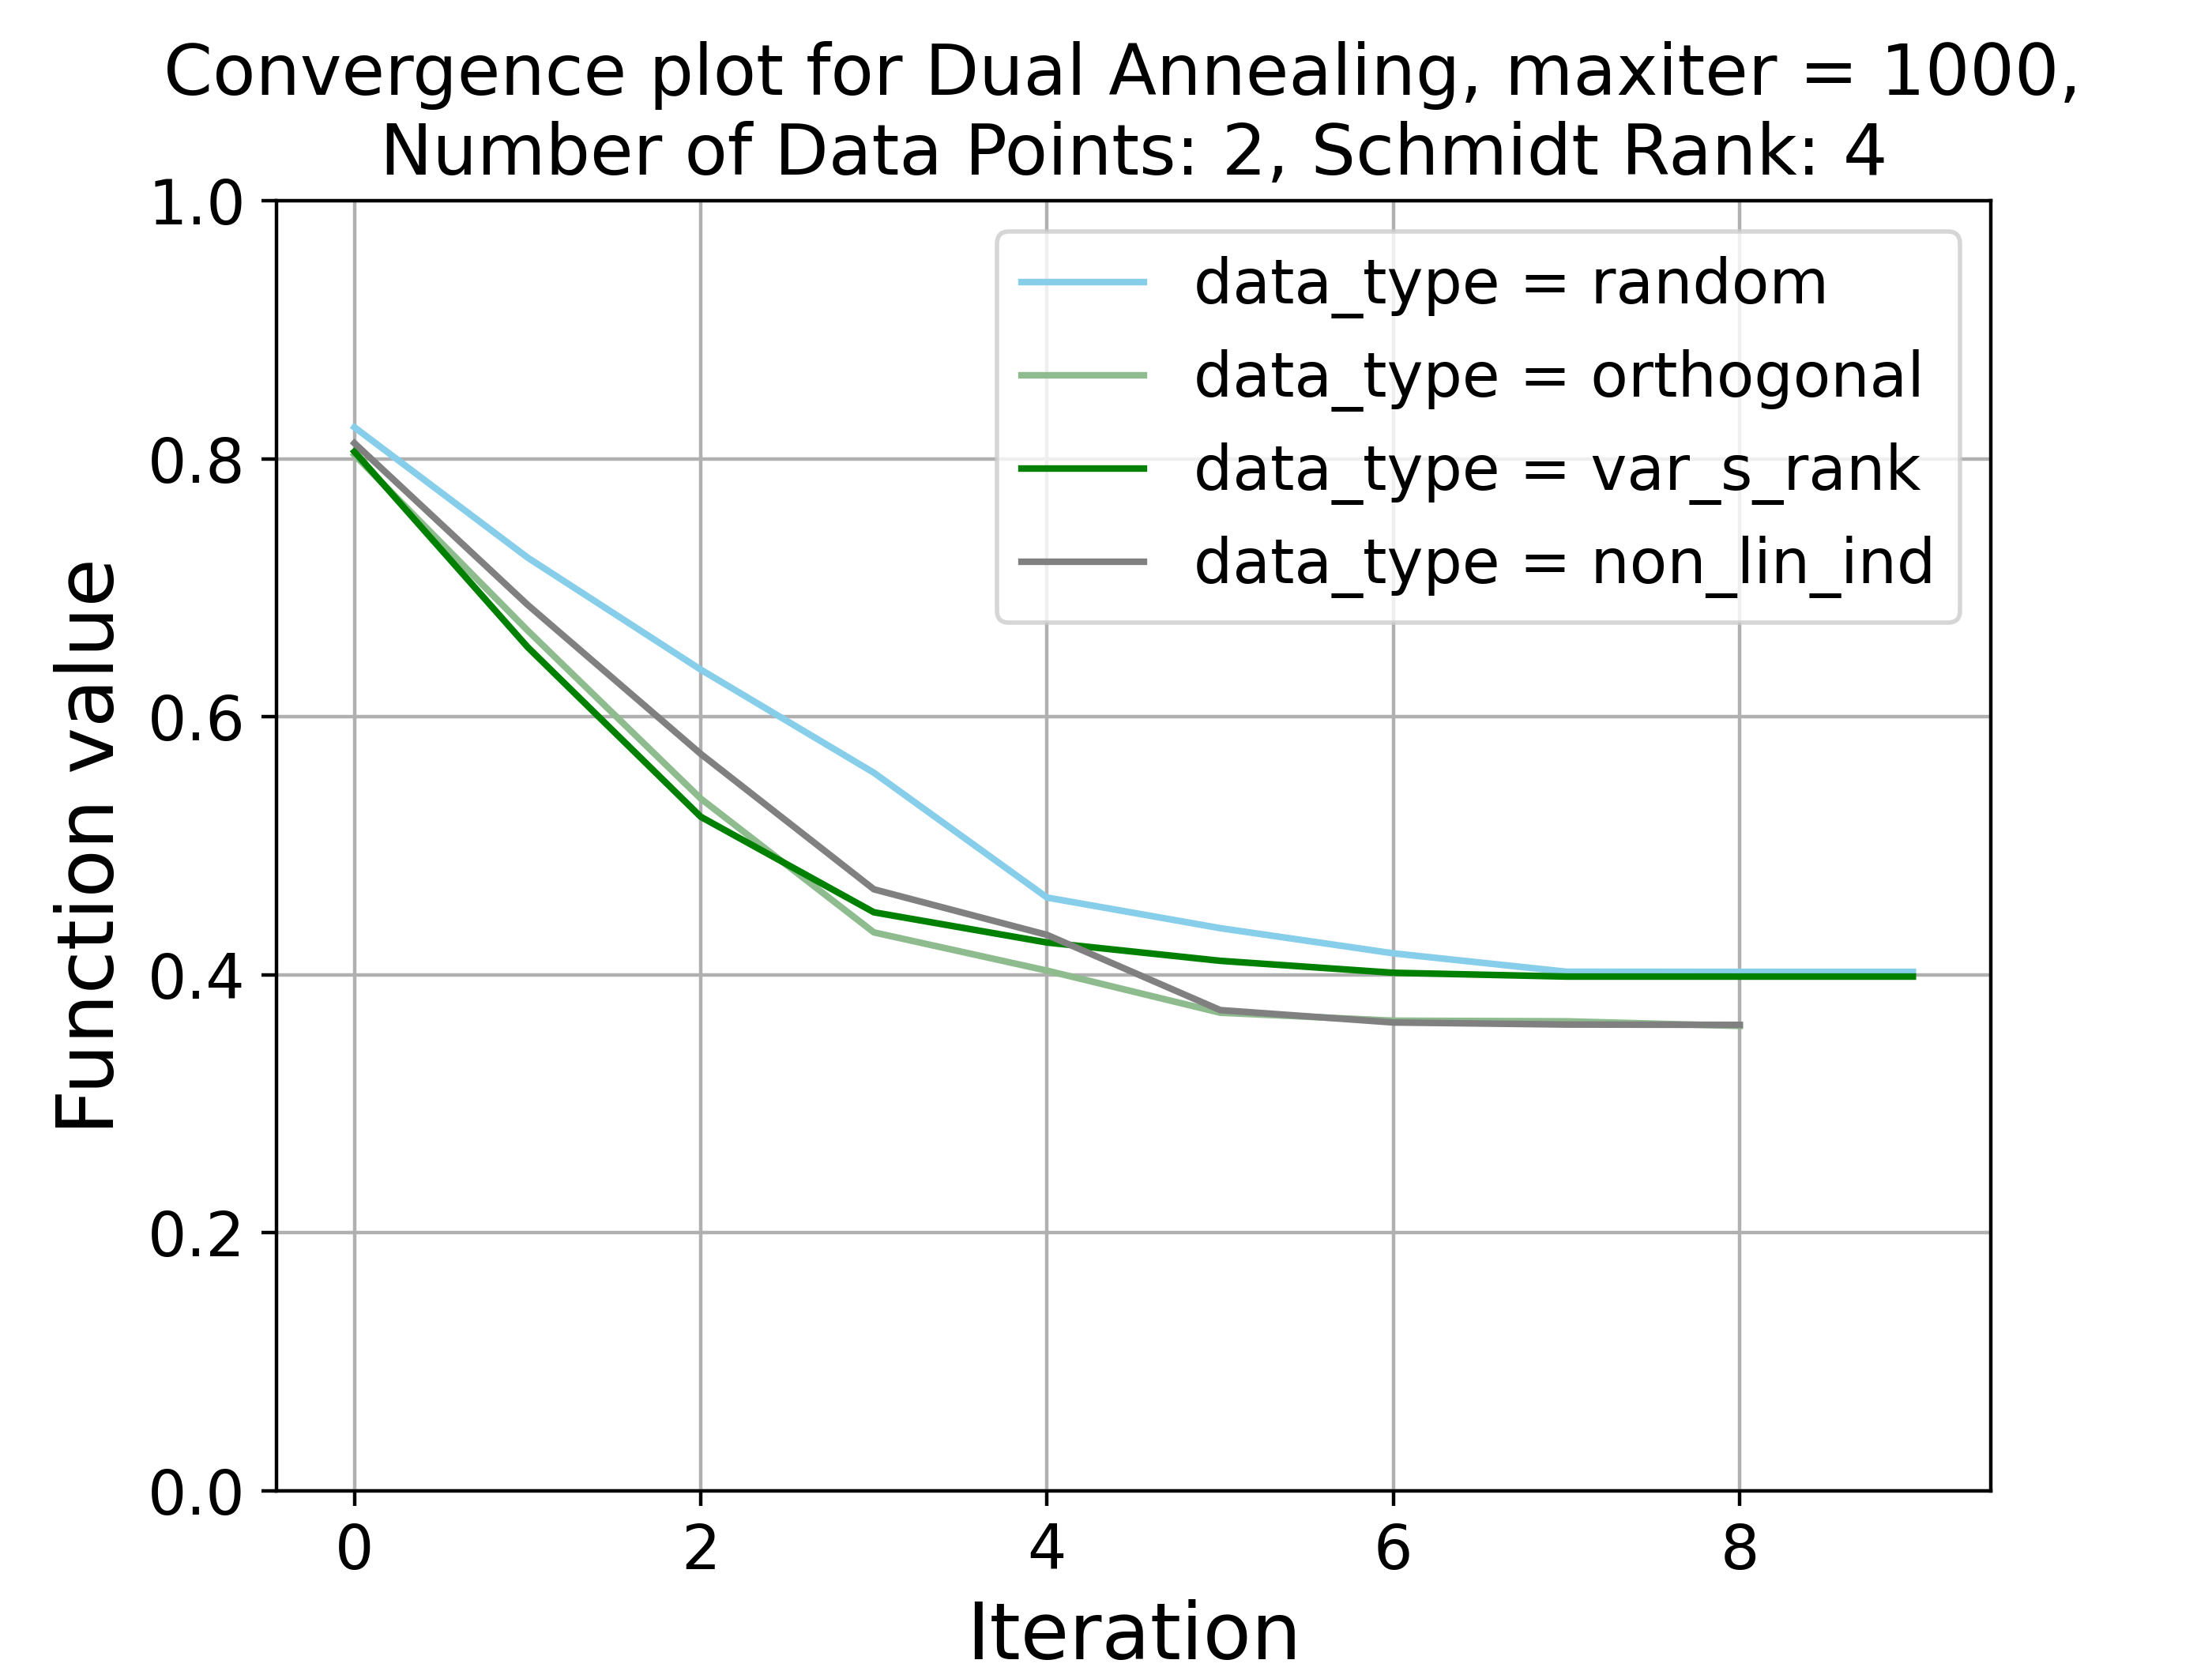 Convergence plot for Dual Annealing, maxiter = 1000,
Number of Data Points: 2, Schmidt Rank: 4
1.0
0.8
0.6
0.4
0.2
0.0
Function value
data_type = random
data_type = orthogonal
data_type = var_s_rank
data_type = non_lin_ind
0 2 4 6 8
Iteration